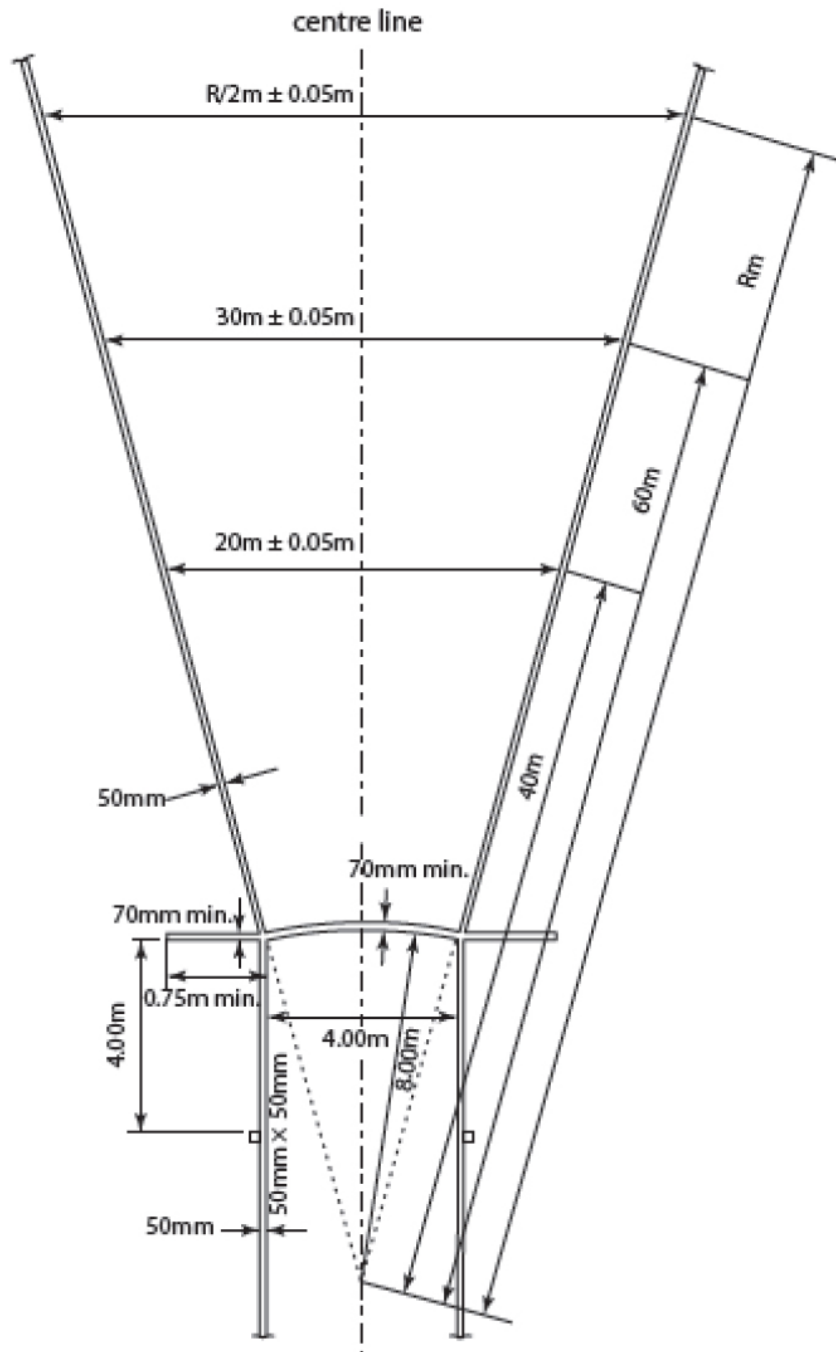 centre line
R/2m ± 0.05m
Rm
30m ± 0.05m
60m
20m ± 0.05m
40m
50mm
70mm min.
70mm min.
0.75m min.
4.00m
4.00m
8.00m
50mm × 50mm
50mm